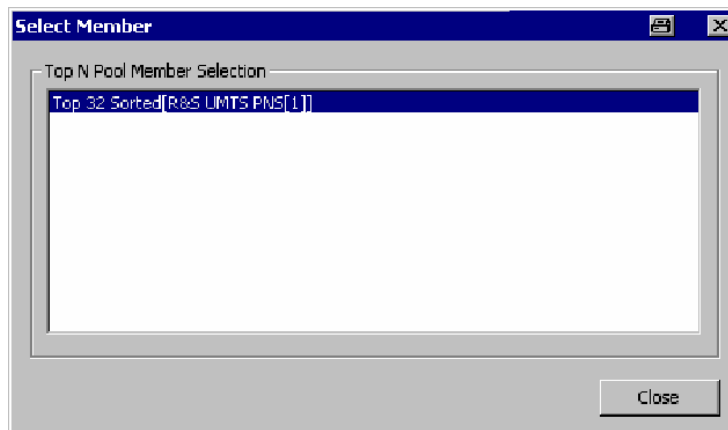 Select Member
Top N Pool Member Selection
Top 32 Sorted[R&S UMTS PNS[1]]
Close